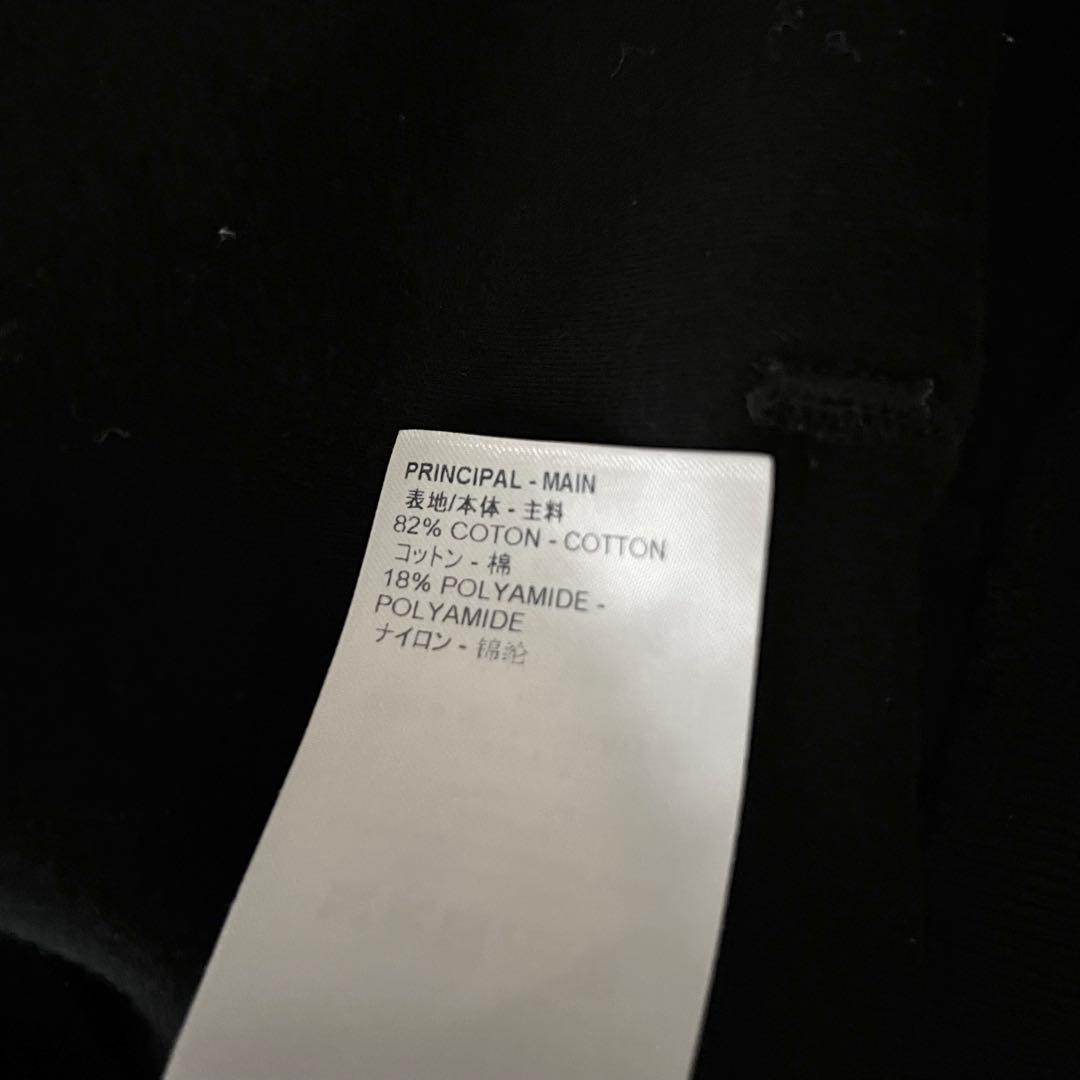 PRINCIPAL - MAIN
表地/本体 - 主料
82% COTON - COTTON
コットン - 棉
18% POLYAMIDE -
POLYAMIDE
ナイロン - 锦纶